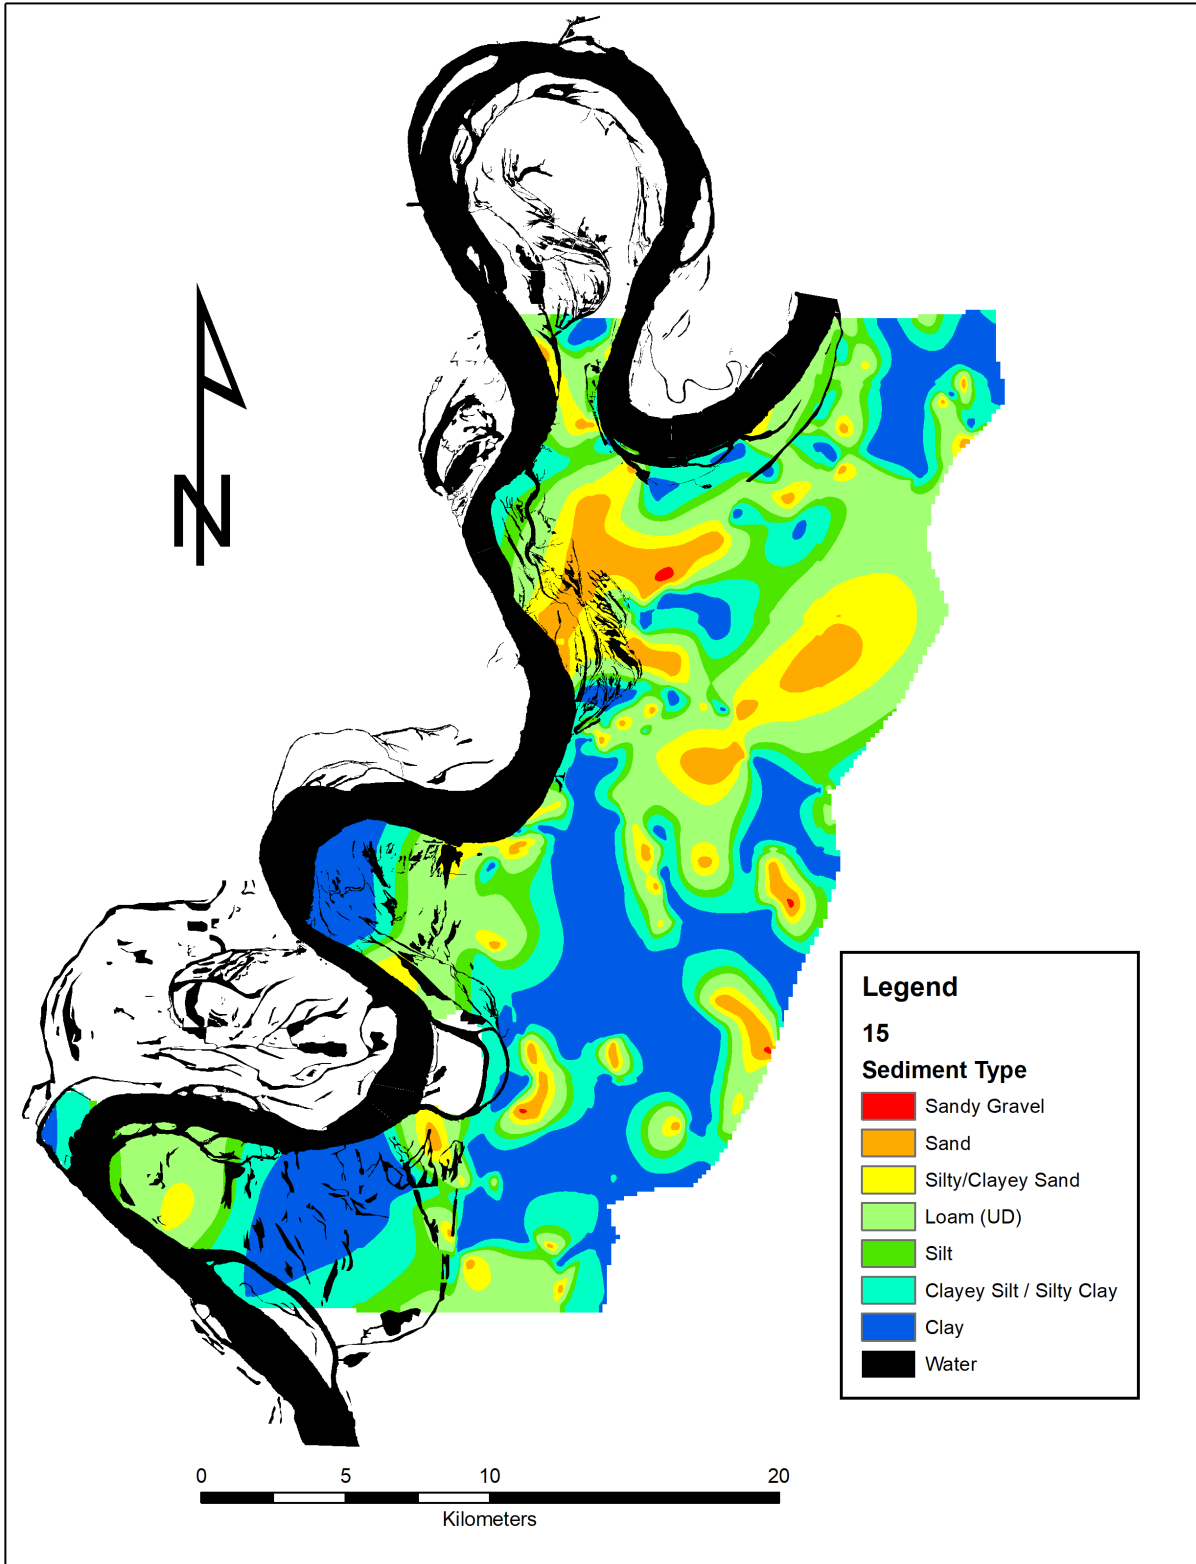 N
Legend
15
Sediment Type
Sandy Gravel
Sand
Silty/Clayey Sand
Loam (UD)
Silt
Clayey Silt / Silty Clay
Clay
Water
0 5 10 20
Kilometers